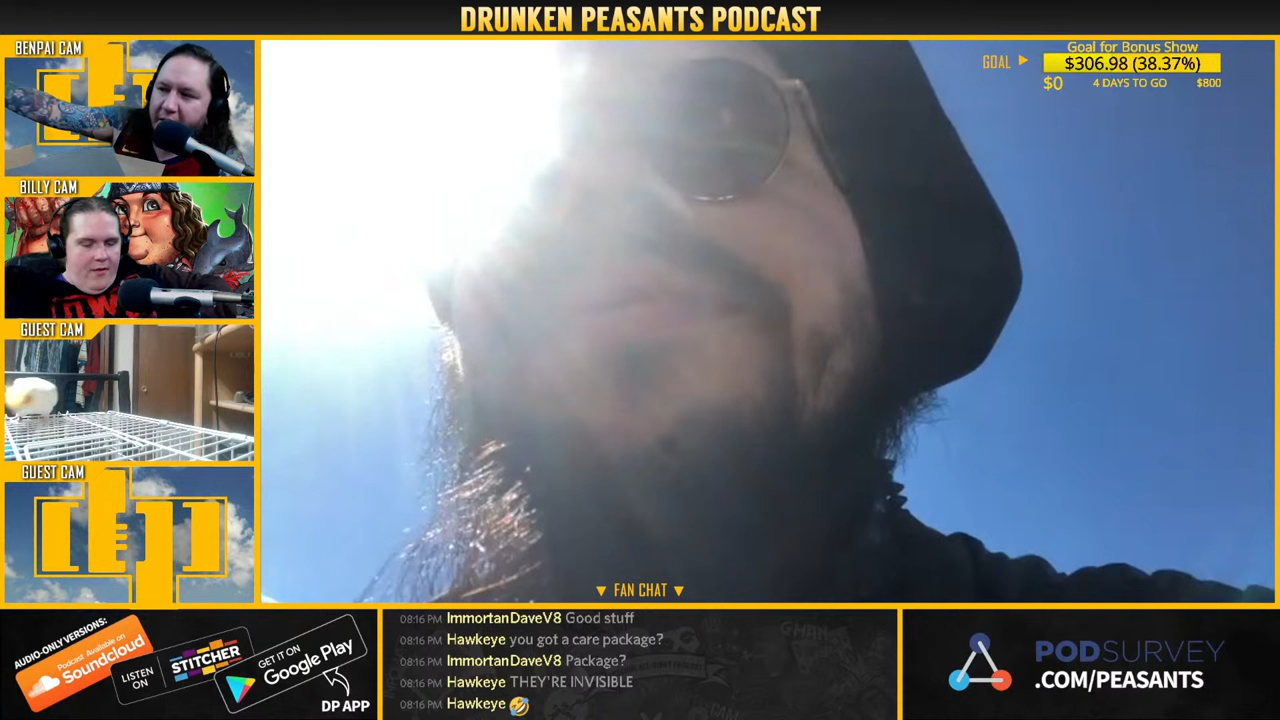 DRUNKEN PEASANTS PODCAST
BENPAI CAM
BILLY CAM
GUEST CAM
GUEST CAM
GOAL
Goal for Bonus Show
$306.98 (38.37%)
$0 4 DAYS TO GO $800
▼ FAN CHAT ▼
AUDIO-ONLY VERSIONS:
Podcast Available on
Soundcloud
LISTEN
ON
STITCHER
GET IT ON
Google Play
DP APP
08:16 PM ImmortanDaveV8 Good stuff
08:16 PM Hawkeye you got a care package?
08:16 PM ImmortanDaveV8 Package?
08:16 PM Hawkeye THEY'RE INVISIBLE
08:16 PM Hawkeye 🤣
PODSURVEY
.COM/PEASANTS